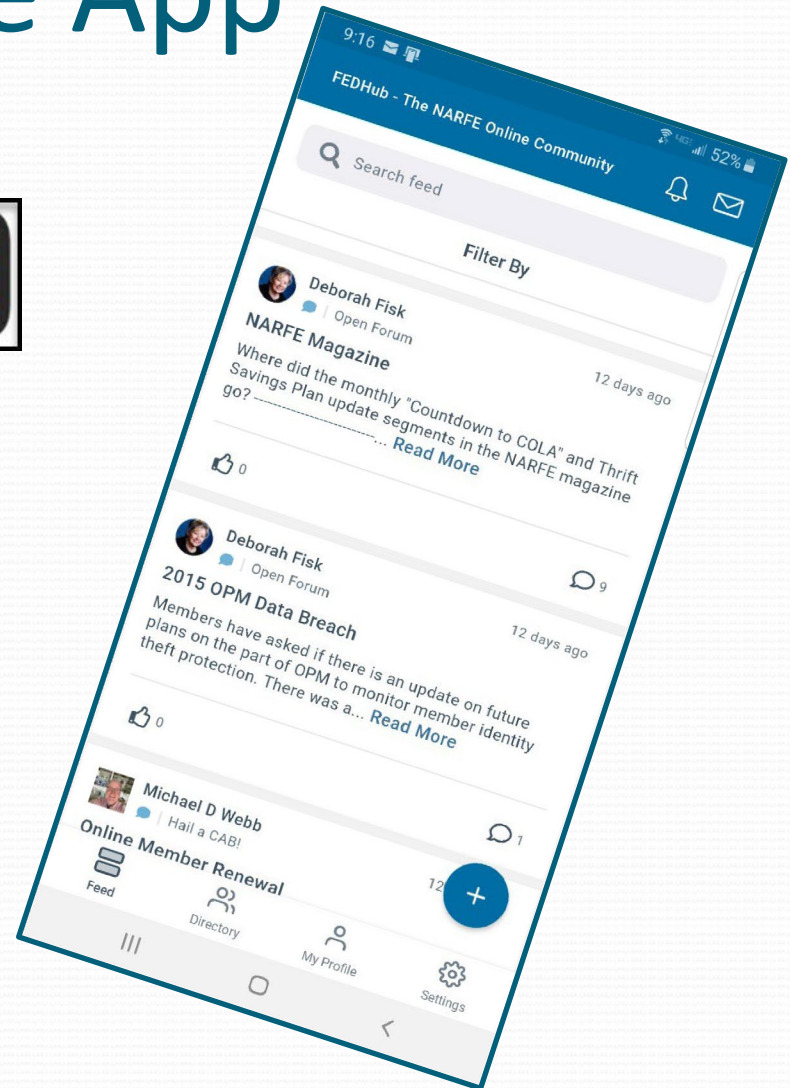 e App
9:16
4G 52%
FEDHub - The NARFE Online Community
Search feed
Filter By
Deborah Fisk
Open Forum
12 days ago
NARFE Magazine
Where did the monthly "Countdown to COLA" and Thrift
Savings Plan update segments in the NARFE magazine
go? ------------------------------... Read More
0
9
Deborah Fisk
Open Forum
12 days ago
2015 OPM Data Breach
Members have asked if there is an update on future
plans on the part of OPM to monitor member identity
theft protection. There was a... Read More
0
1
Michael D Webb
Hail a CAB!
12
Online Member Renewal
+
Feed
Directory
My Profile
Settings